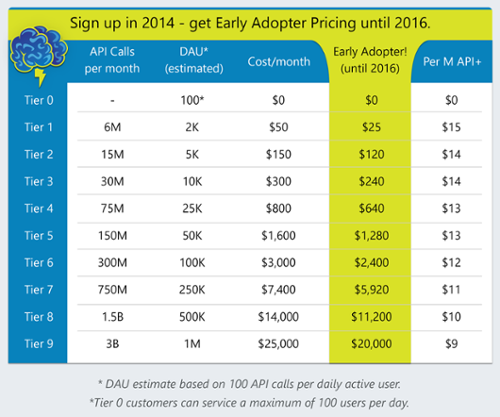 Sign up in 2014 - get Early Adopter Pricing until 2016.
API Calls per month DAU* (estimated) Cost/month Early Adopter! (until 2016) Per M API+
Tier 0 - 100* $0 $0 $0
Tier 1 6M 2K $50 $25 $15
Tier 2 15M 5K $150 $120 $14
Tier 3 30M 10K $300 $240 $14
Tier 4 75M 25K $800 $640 $13
Tier 5 150M 50K $1,600 $1,280 $13
Tier 6 300M 100K $3,000 $2,400 $12
Tier 7 750M 250K $7,400 $5,920 $11
Tier 8 1.5B 500K $14,000 $11,200 $10
Tier 9 3B 1M $25,000 $20,000 $9
* DAU estimate based on 100 API calls per daily active user.
*Tier 0 customers can service a maximum of 100 users per day.